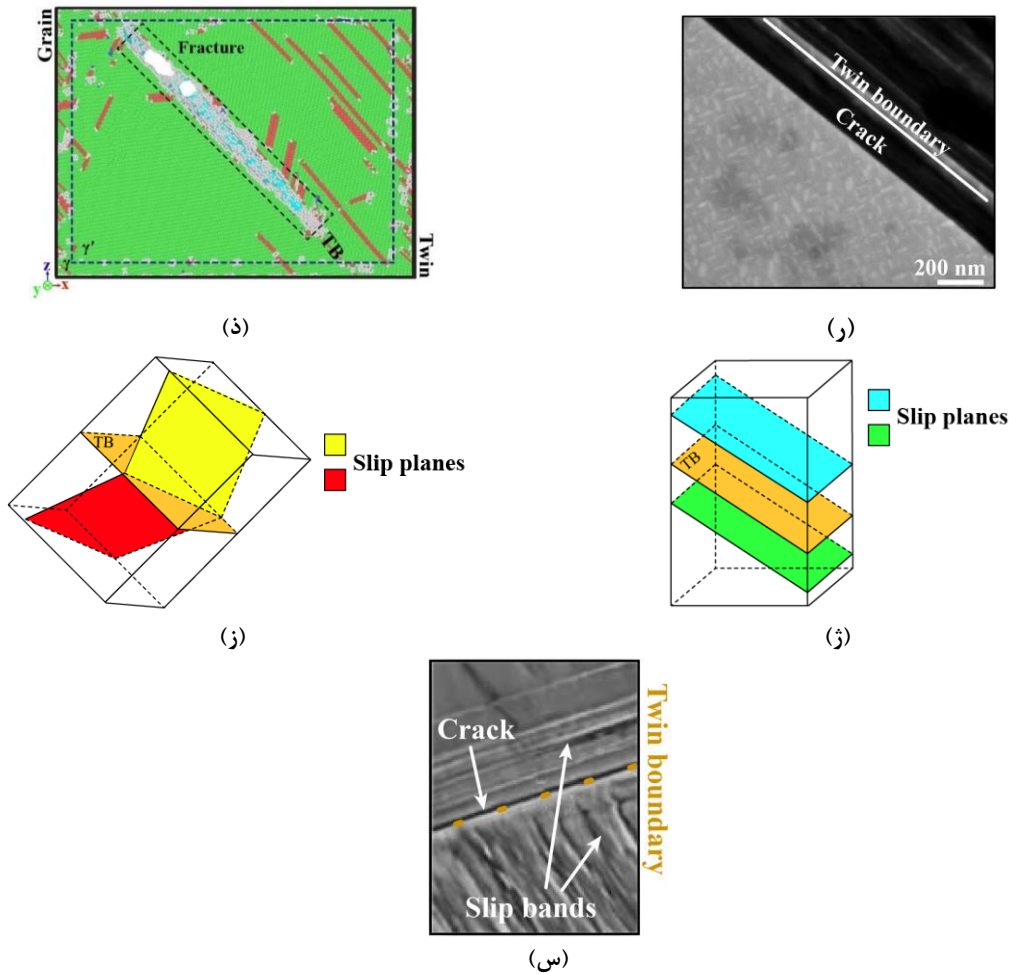 Grain
Fracture
γ'
γ
TB
Twin
z
y
x
(ذ)
Twin boundary
Crack
200 nm
(ر)
TB
Slip planes
(ز)
TB
Slip planes
(ژ)
Crack
Slip bands
Twin boundary
(س)